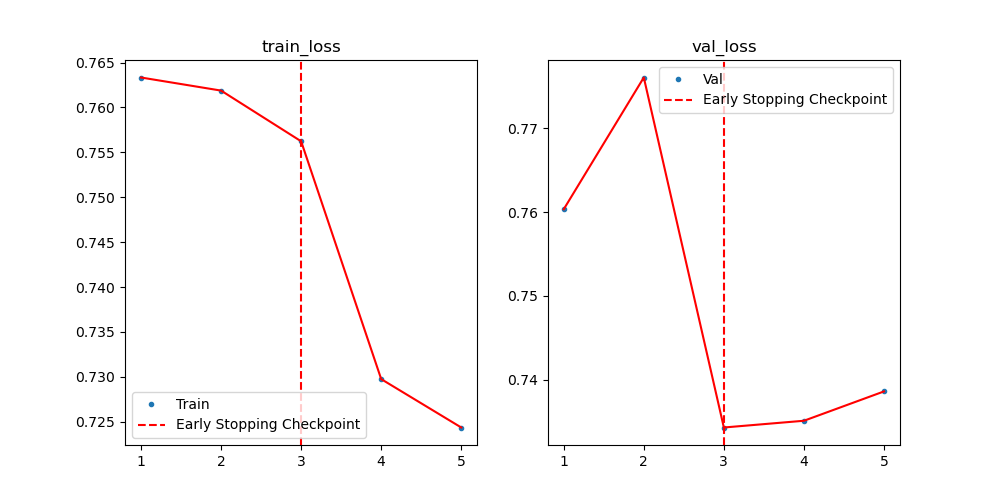 train_loss
0.765
0.760
0.755
0.750
0.745
0.740
0.735
0.730
0.725
Train
Early Stopping Checkpoint
1 2 3 4 5
val_loss
Val
Early Stopping Checkpoint
0.77
0.76
0.75
0.74
1 2 3 4 5